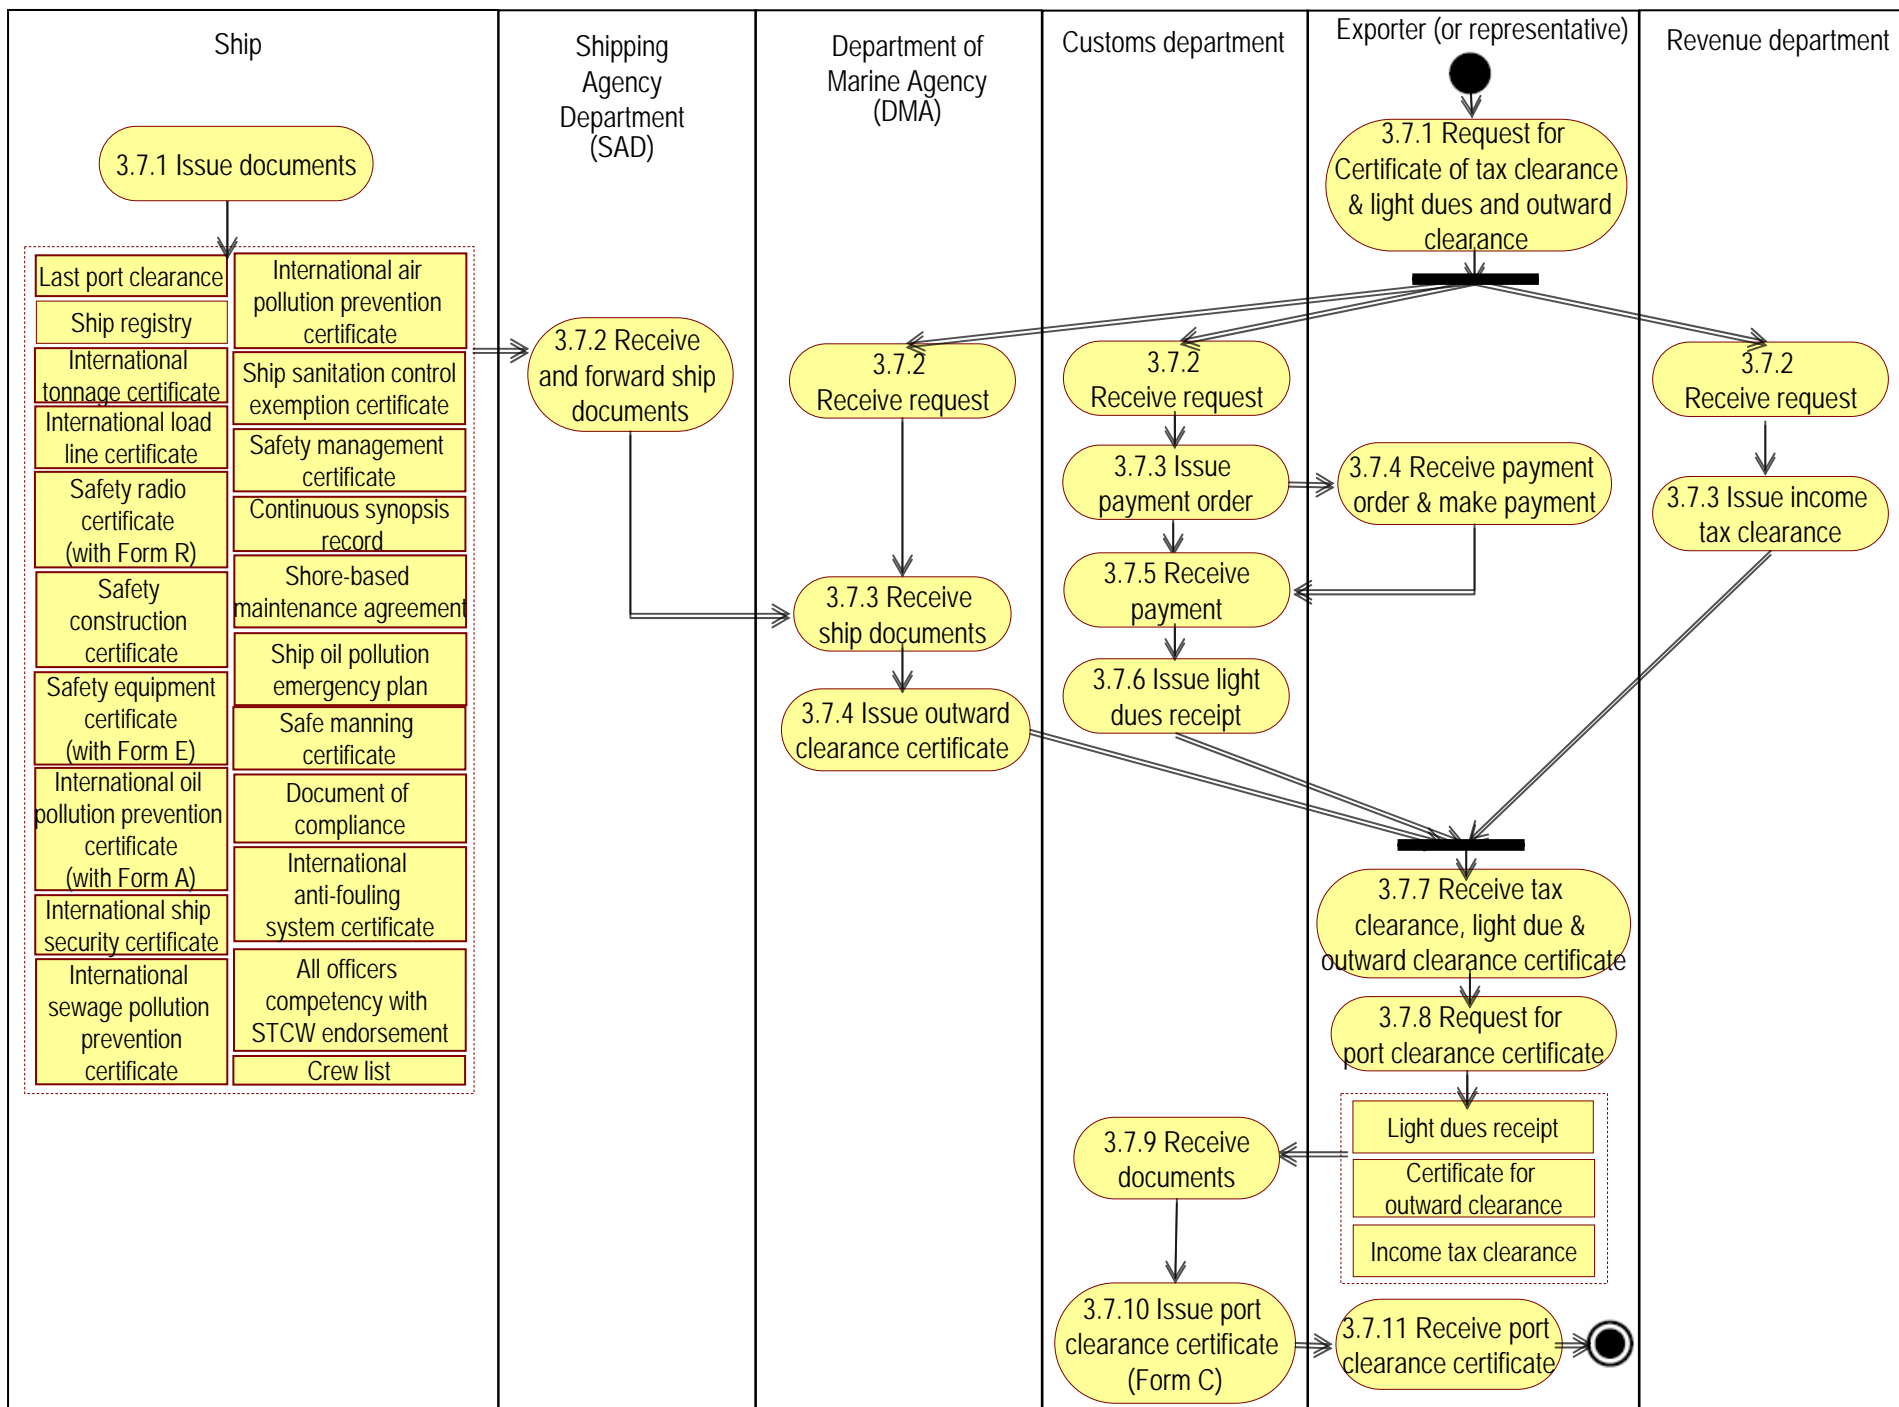 Ship
Shipping
Agency
Department
(SAD)
Department of
Marine Agency
(DMA)
Customs department
Exporter (or representative)
Revenue department
3.7.1 Issue documents
Last port clearance
Ship registry
International
tonnage certificate
International load
line certificate
Safety radio
certificate
(with Form R)
Safety
construction
certificate
Safety equipment
certificate
(with Form E)
International oil
pollution prevention
certificate
(with Form A)
International ship
security certificate
International
sewage pollution
prevention
certificate
International air
pollution prevention
certificate
Ship sanitation control
exemption certificate
Safety management
certificate
Continuous synopsis
record
Shore-based
maintenance agreement
Ship oil pollution
emergency plan
Safe manning
certificate
Document of
compliance
International
anti-fouling
system certificate
All officers
competency with
STCW endorsement
Crew list
3.7.2 Receive
and forward ship
documents
3.7.2
Receive request
3.7.3 Receive
ship documents
3.7.4 Issue outward
clearance certificate
3.7.2
Receive request
3.7.3 Issue
payment order
3.7.5 Receive
payment
3.7.6 Issue light
dues receipt
3.7.9 Receive
documents
3.7.10 Issue port
clearance certificate
(Form C)
3.7.1 Request for
Certificate of tax clearance
& light dues and outward
clearance
3.7.4 Receive payment
order & make payment
3.7.7 Receive tax
clearance, light due &
outward clearance certificate
3.7.8 Request for
port clearance certificate
Light dues receipt
Certificate for
outward clearance
Income tax clearance
3.7.11 Receive port
clearance certificate
3.7.2
Receive request
3.7.3 Issue income
tax clearance